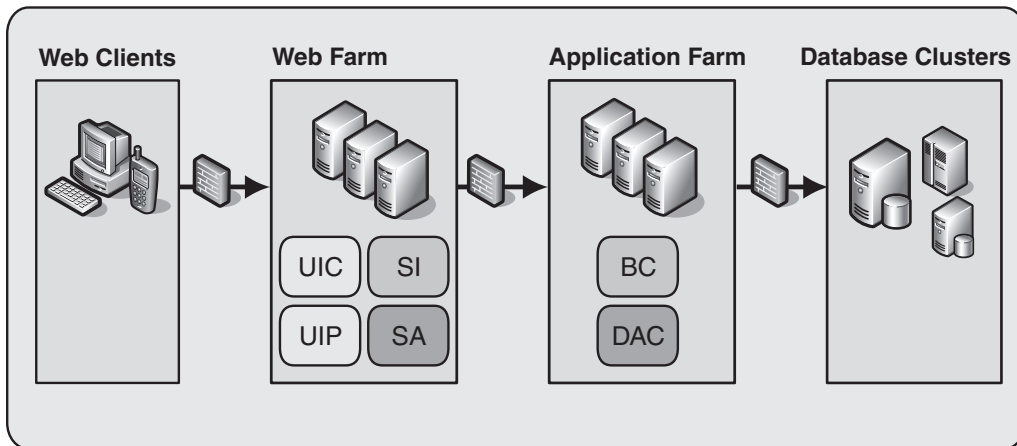 Web Clients
Web Farm
Application Farm
Database Clusters
UIC
SI
BC
UIP
SA
DAC